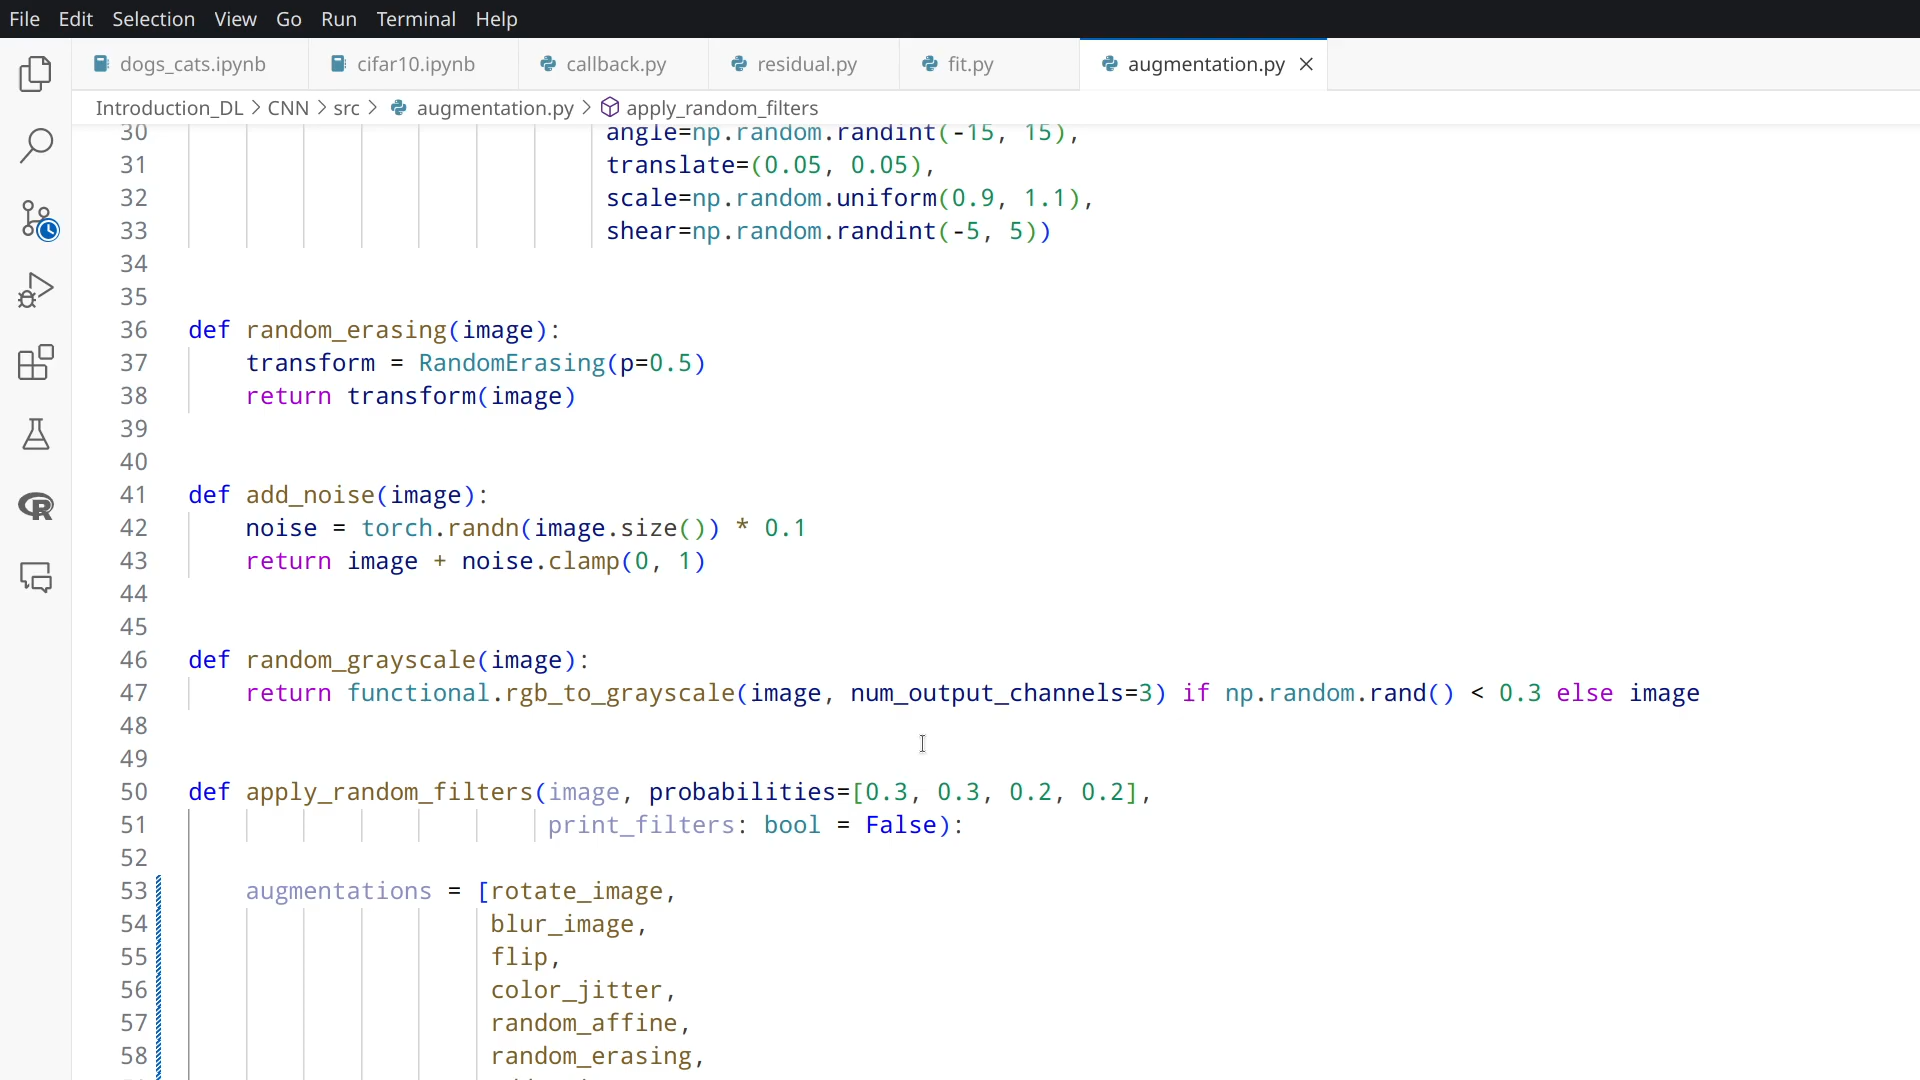 File Edit Selection View Go Run Terminal Help
dogs_cats.ipynb cifar10.ipynb callback.py residual.py fit.py augmentation.py
Introduction_DL > CNN > src > augmentation.py > apply_random_filters
30 angle=np.random.randint(-15, 15),
31 translate=(0.05, 0.05),
32 scale=np.random.uniform(0.9, 1.1),
33 shear=np.random.randint(-5, 5))
34
35
36 def random_erasing(image):
37 transform = RandomErasing(p=0.5)
38 return transform(image)
39
40
41 def add_noise(image):
42 noise = torch.randn(image.size()) * 0.1
43 return image + noise.clamp(0, 1)
44
45
46 def random_grayscale(image):
47 return functional.rgb_to_grayscale(image, num_output_channels=3) if np.random.rand() < 0.3 else image
48
49
50 def apply_random_filters(image, probabilities=[0.3, 0.3, 0.2, 0.2],
51 print_filters: bool = False):
52
53 augmentations = [rotate_image,
54 blur_image,
55 flip,
56 color_jitter,
57 random_affine,
58 random_erasing,